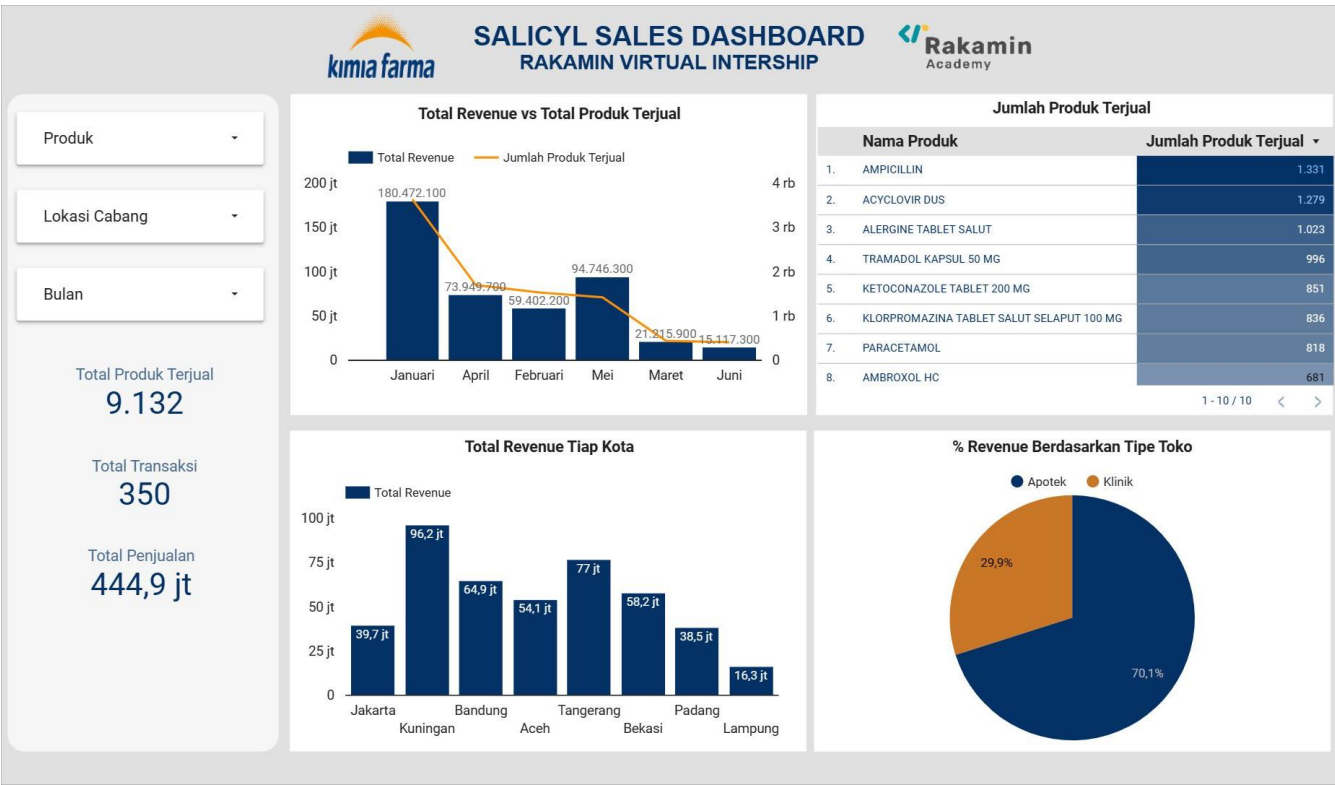 kimia farma
SALICYL SALES DASHBOARD
RAKAMIN VIRTUAL INTERSHIP
Rakamin
Academy
Produk
Lokasi Cabang
Bulan
Total Produk Terjual
9.132
Total Transaksi
350
Total Penjualan
444,9 jt
Total Revenue vs Total Produk Terjual
Total Revenue
Jumlah Produk Terjual
200 jt
150 jt
100 jt
50 jt
0
4 rb
3 rb
2 rb
1 rb
0
180.472.100
73.949.700
59.402.200
94.746.300
21.215.900
15.117.300
Januari April Februari Mei Maret Juni
Jumlah Produk Terjual
Nama Produk Jumlah Produk Terjual
1. AMPICILLIN 1.331
2. ACYCLOVIR DUS 1.279
3. ALERGINE TABLET SALUT 1.023
4. TRAMADOL KAPSUL 50 MG 996
5. KETOCONAZOLE TABLET 200 MG 851
6. KLORPROMAZINA TABLET SALUT SELAPUT 100 MG 836
7. PARACETAMOL 818
8. AMBROXOL HC 681
1 - 10 / 10 < >
Total Revenue Tiap Kota
Total Revenue
100 jt
75 jt
50 jt
25 jt
0
39,7 jt
96,2 jt
64,9 jt
54,1 jt
77 jt
58,2 jt
38,5 jt
16,3 jt
Jakarta Bandung Tangerang Padang
Kuningan Aceh Bekasi Lampung
% Revenue Berdasarkan Tipe Toko
Apotek Klinik
29,9%
70,1%